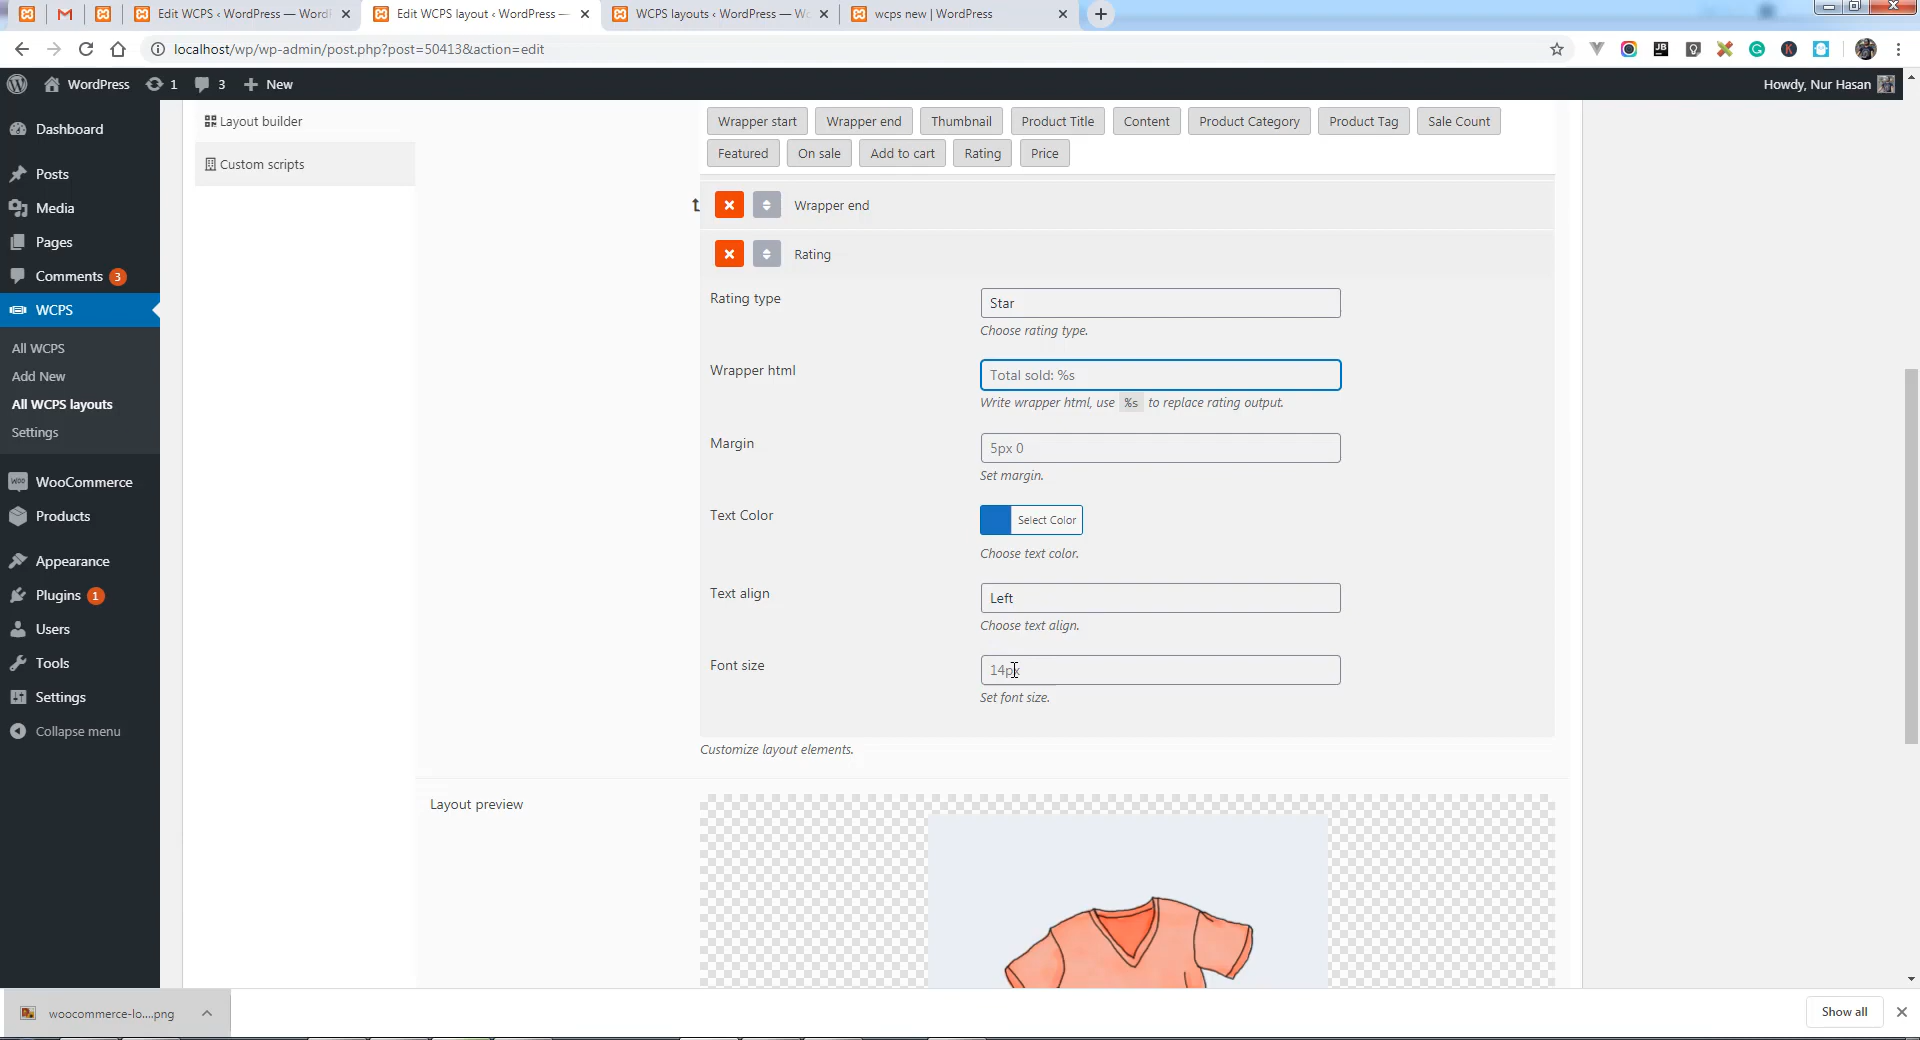 Edit WCPS ‹ WordPress — WordI
Edit WCPS layout ‹ WordPress —
WCPS layouts ‹ WordPress — Wc
wcps new | WordPress
localhost/wp/wp-admin/post.php?post=50413&action=edit
WordPress
1
3
New
Howdy, Nur Hasan
Dashboard
Posts
Media
Pages
Comments 3
WCPS
All WCPS
Add New
All WCPS layouts
Settings
WooCommerce
Products
Appearance
Plugins 1
Users
Tools
Settings
Collapse menu
Layout builder
Custom scripts
Wrapper start
Wrapper end
Thumbnail
Product Title
Content
Product Category
Product Tag
Sale Count
Featured
On sale
Add to cart
Rating
Price
Wrapper end
Rating
Rating type
Star
Choose rating type.
Wrapper html
Total sold: %s
Write wrapper html, use %s to replace rating output.
Margin
5px 0
Set margin.
Text Color
Select Color
Choose text color.
Text align
Left
Choose text align.
Font size
14px
Set font size.
Customize layout elements.
Layout preview
woocommerce-lo....png
Show all